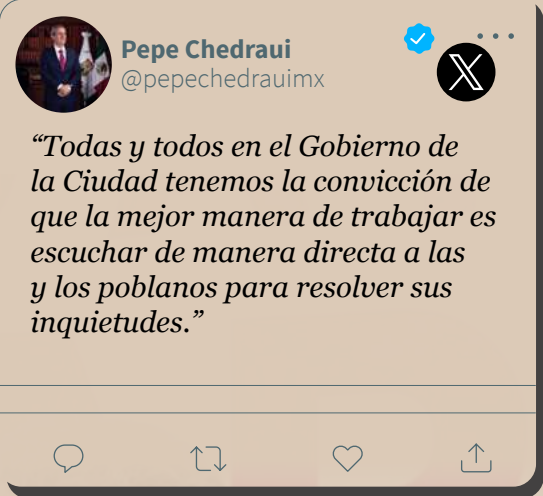 Pepe Chedraui
@pepechedrauimx
“Todas y todos en el Gobierno de
la Ciudad tenemos la convicción de
que la mejor manera de trabajar es
escuchar de manera directa a las
y los poblanos para resolver sus
inquietudes.”